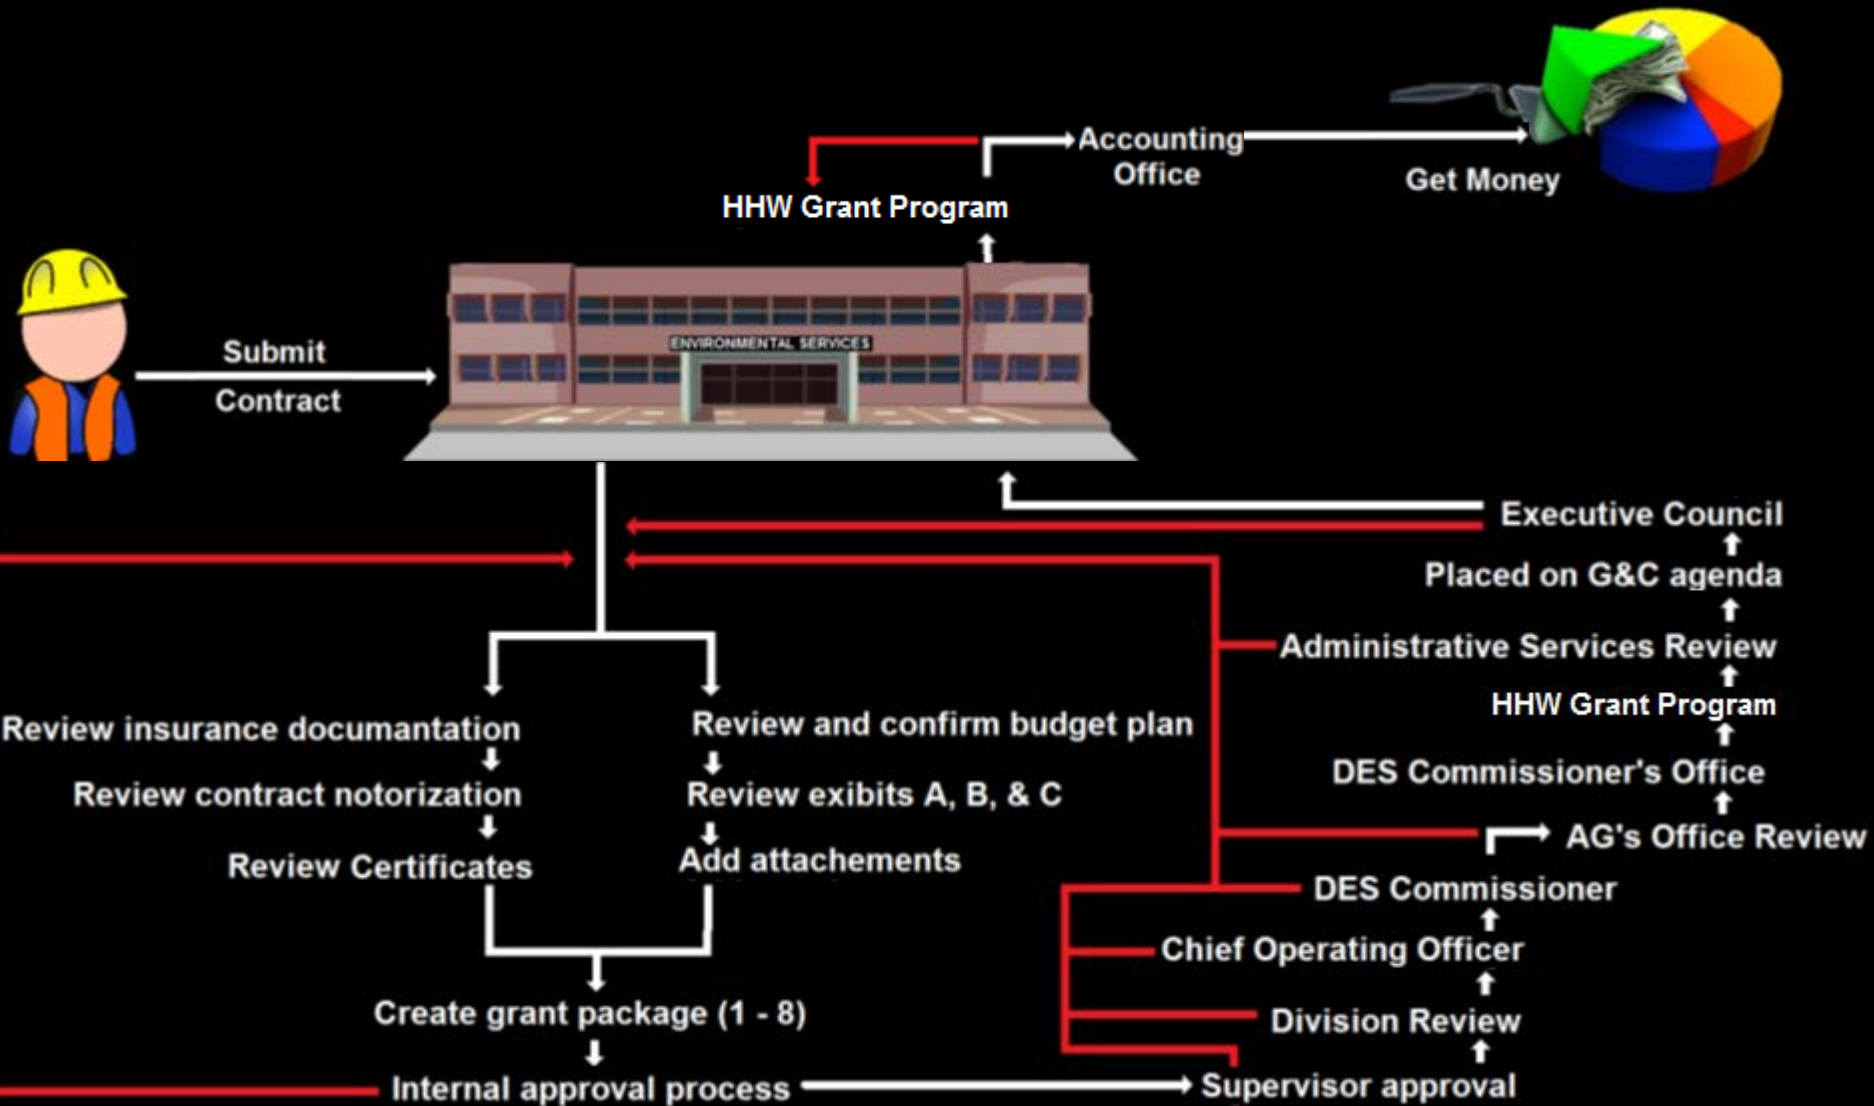 Accounting
Office
Get Money
HHW Grant Program
Submit
Contract
ENVIRONMENTAL SERVICES
Executive Council
Placed on G&C agenda
Administrative Services Review
HHW Grant Program
DES Commissioner's Office
AG's Office Review
DES Commissioner
Chief Operating Officer
Division Review
Supervisor approval
Review insurance documantation
Review contract notorization
Review Certificates
Review and confirm budget plan
Review exibits A, B, & C
Add attachements
Create grant package (1 - 8)
Internal approval process